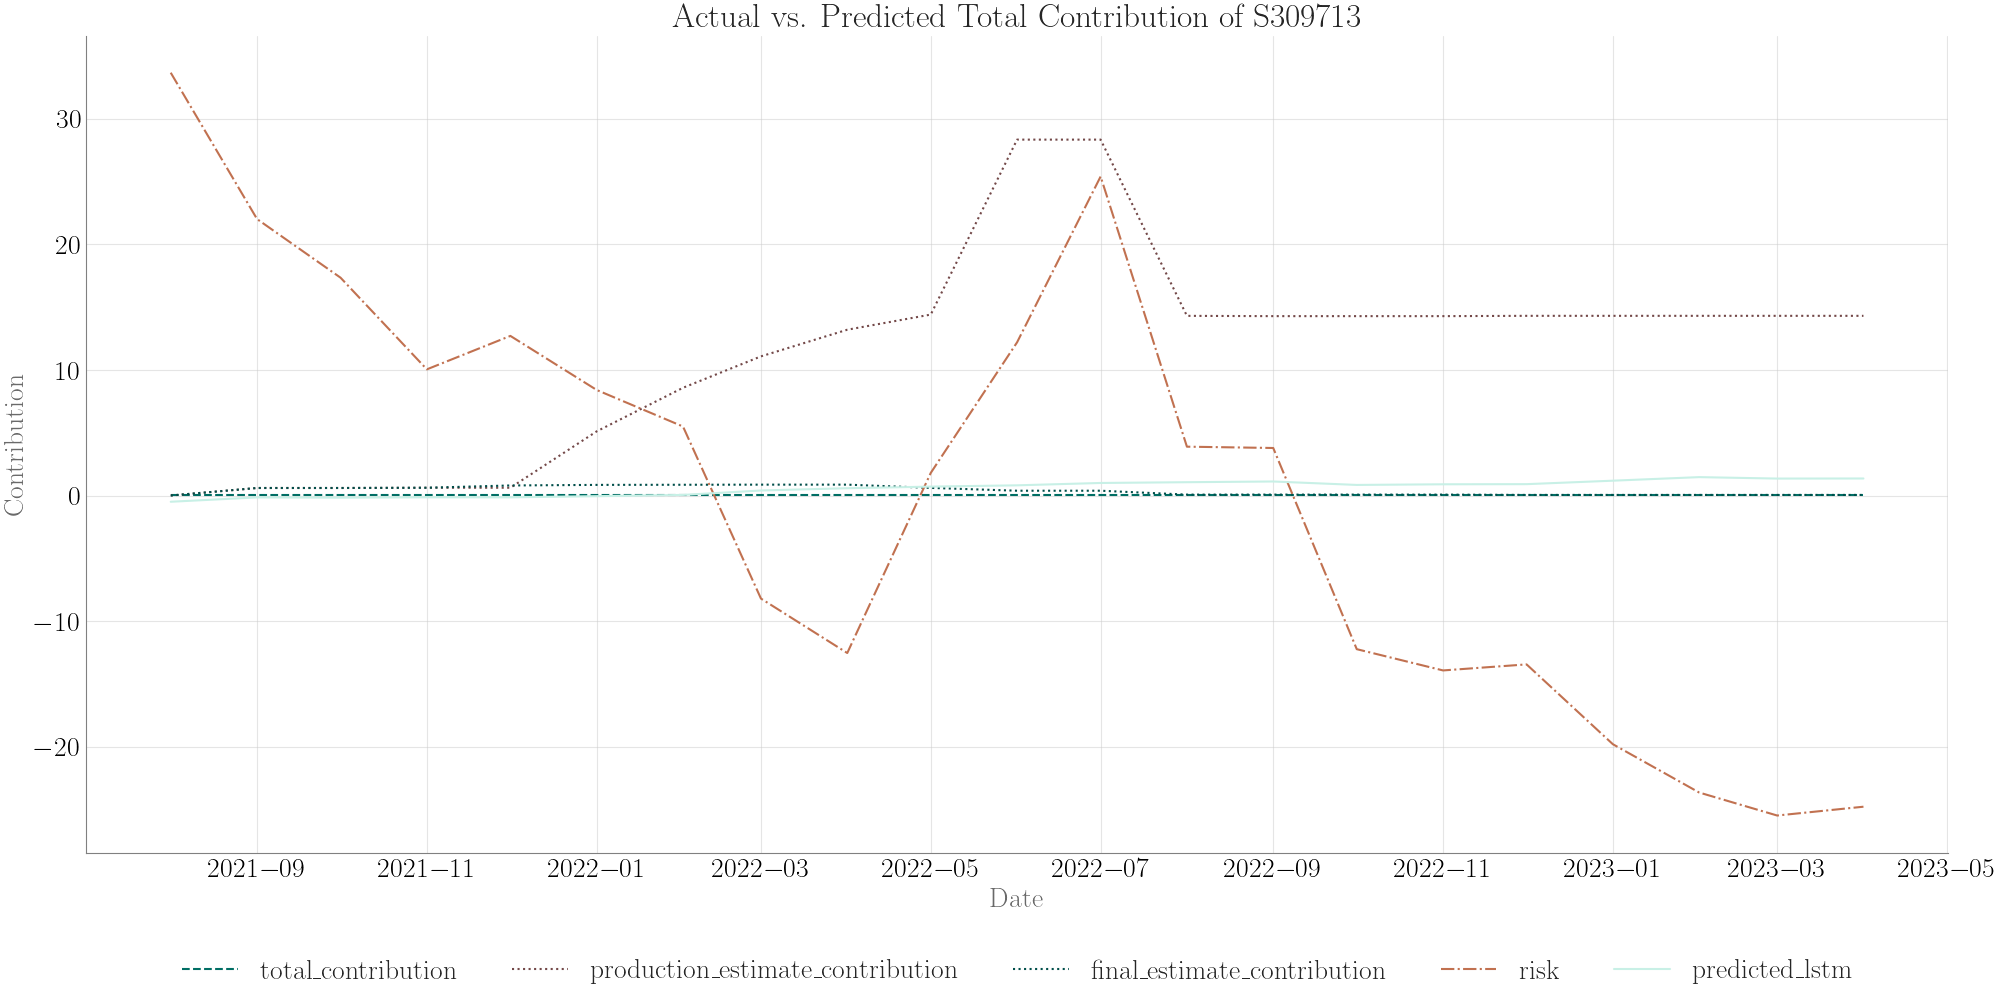 Actual vs. Predicted Total Contribution of S309713
Contribution
30
20
10
0
−10
−20
2021−09 2021−11 2022−01 2022−03 2022−05 2022−07 2022−09 2022−11 2023−01 2023−03 2023−05
Date
total_contribution production_estimate_contribution final_estimate_contribution risk predicted_lstm